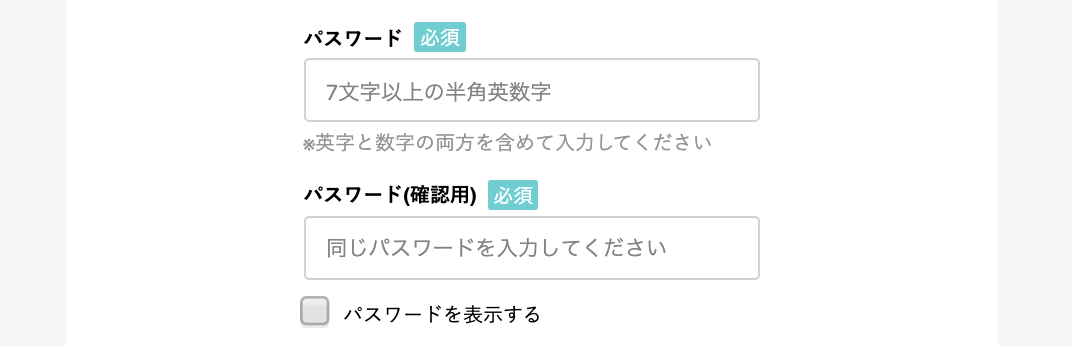 パスワード 必須
7文字以上の半角英数字
※英字と数字の両方を含めて入力してください
パスワード(確認用) 必須
同じパスワードを入力してください
パスワードを表示する